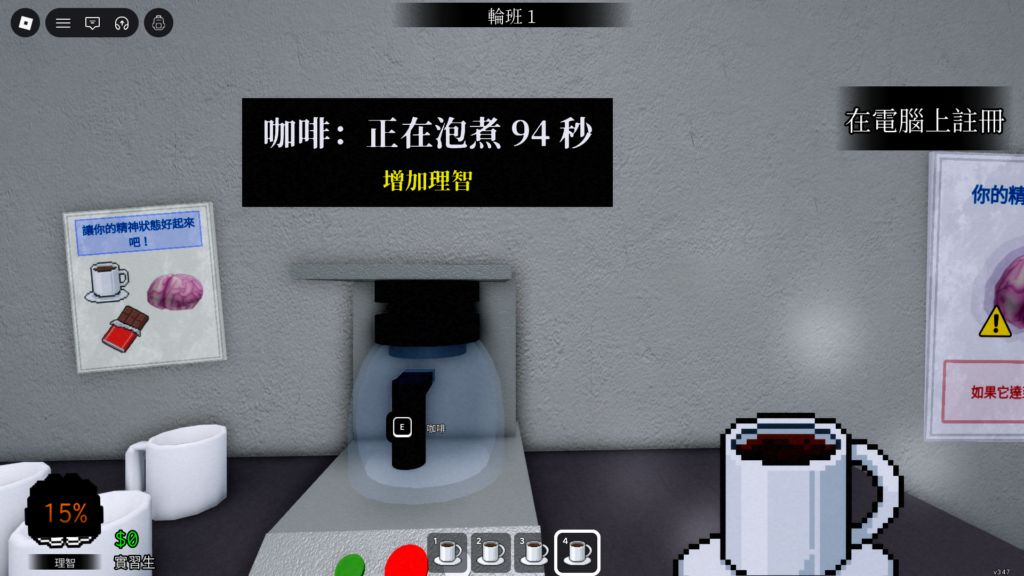 輪班 1
咖啡：正在泡煮 94 秒
增加理智
在電腦上註冊
讓你的精神狀態好起來
吧！
你的精
如果它達
E
咖啡
15%
理智
$0
實習生
1
2
3
4
v347